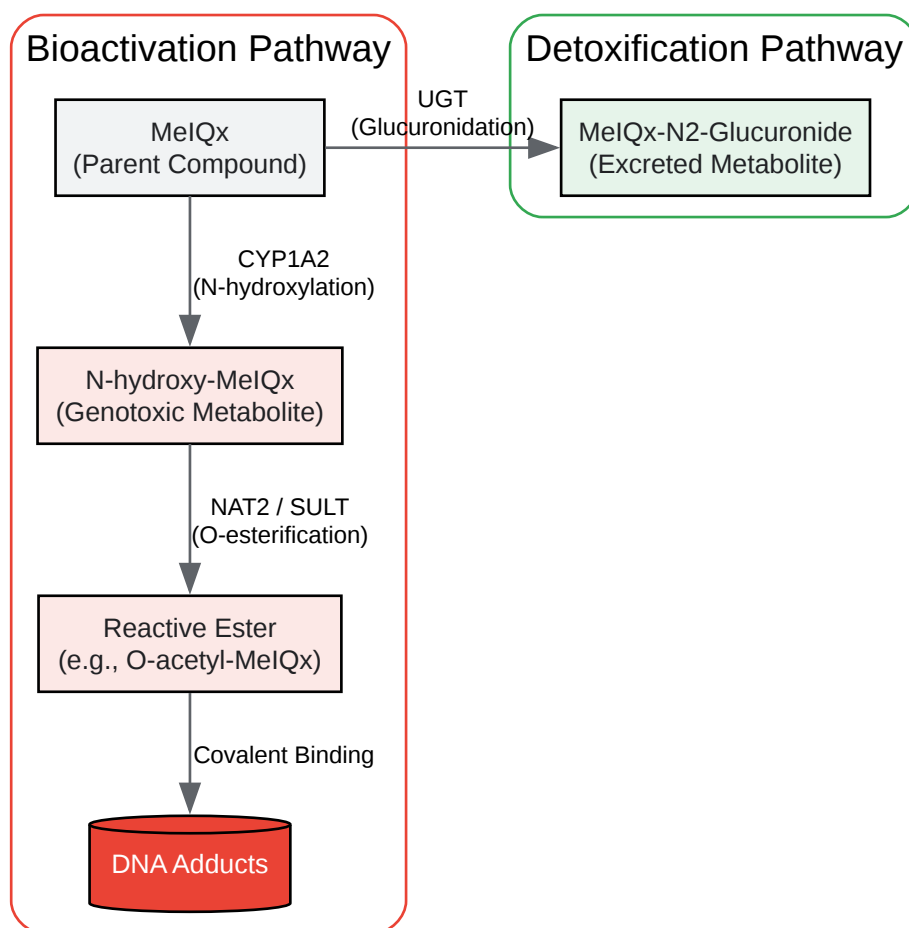 Bioactivation Pathway
Detoxification Pathway
MeIQx
(Parent Compound)
UGT
(Glucuronidation)
MeIQx-N2-Glucuronide
(Excreted Metabolite)
CYP1A2
(N-hydroxylation)
N-hydroxy-MeIQx
(Genotoxic Metabolite)
NAT2 / SULT
(O-esterification)
Reactive Ester
(e.g., O-acetyl-MeIQx)
Covalent Binding
DNA Adducts